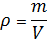 ρ = m/V